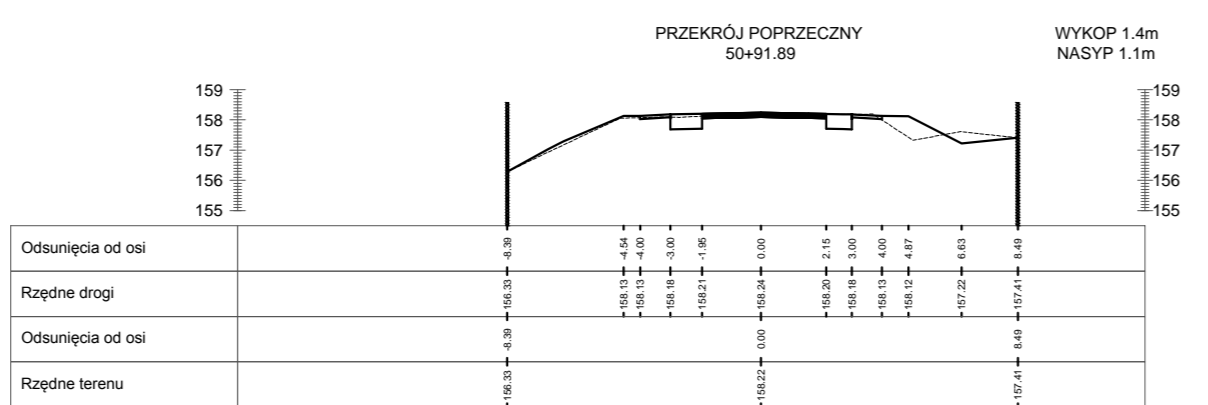 PRZEKRÓJ POPRZECZNY
50+91.89
WYKOP 1.4m
NASYP 1.1m
159
158
157
156
155
159
158
157
156
155
Odsunięcia od osi
-8.39 -4.54 -4.00 -3.00 -1.95 0.00 2.15 3.00 4.00 4.87 6.63 8.49
Rzędne drogi
156.33 158.13 158.13 158.18 158.21 158.24 158.20 158.18 158.13 158.12 157.22 157.41
Odsunięcia od osi
-8.39 0.00 8.49
Rzędne terenu
156.33 158.22 157.41